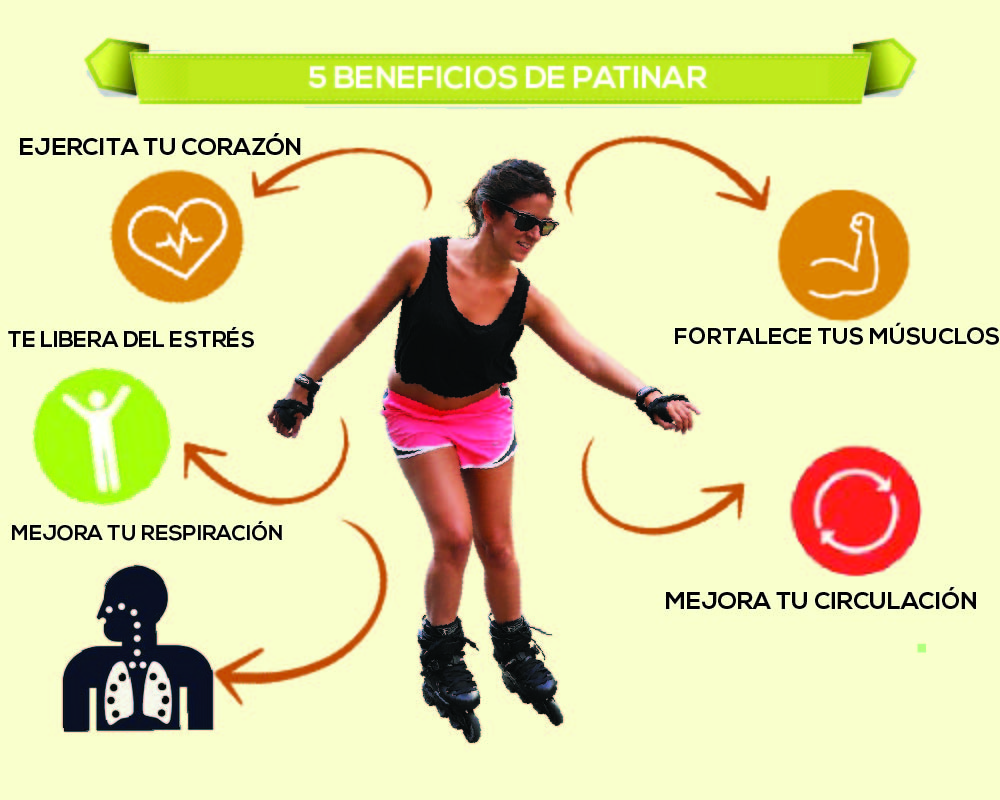 5 BENEFICIOS DE PATINAR
EJERCITA TU CORAZÓN
TE LIBERA DEL ESTRÉS
FORTALECE TUS MÚSUCLOS
MEJORA TU RESPIRACIÓN
MEJORA TU CIRCULACIÓN